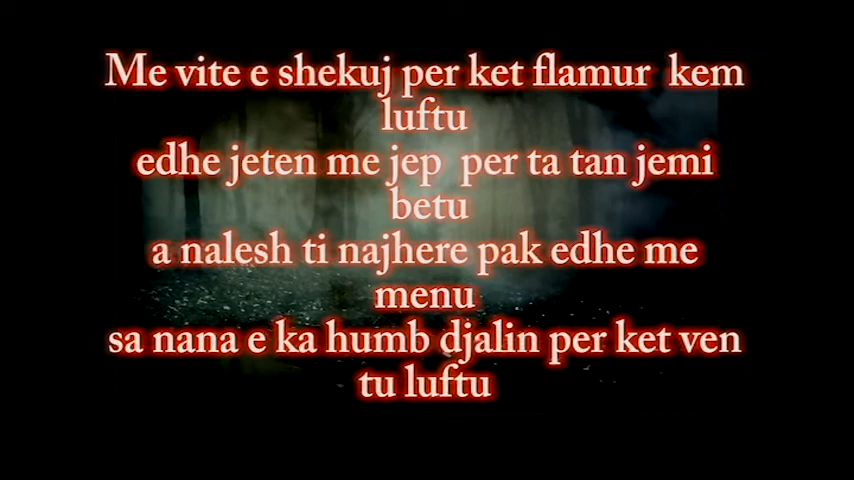 Me vite e shekuj per ket flamur kem
luftu
edhe jeten me jep per ta tan jemi
betu
a nalesh ti najhere pak edhe me
menu
sa nana e ka humb djalin per ket ven
tu luftu